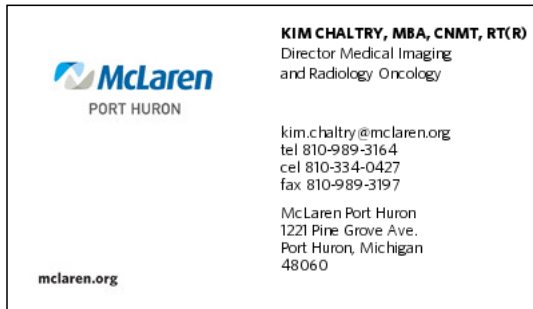 McLaren
PORT HURON
mclaren.org
KIM CHALTRY, MBA, CNMT, RT(R)
Director Medical Imaging
and Radiology Oncology
kim.chaltry@mclaren.org
tel 810-989-3164
cel 810-334-0427
fax 810-989-3197
McLaren Port Huron
1221 Pine Grove Ave.
Port Huron, Michigan
48060